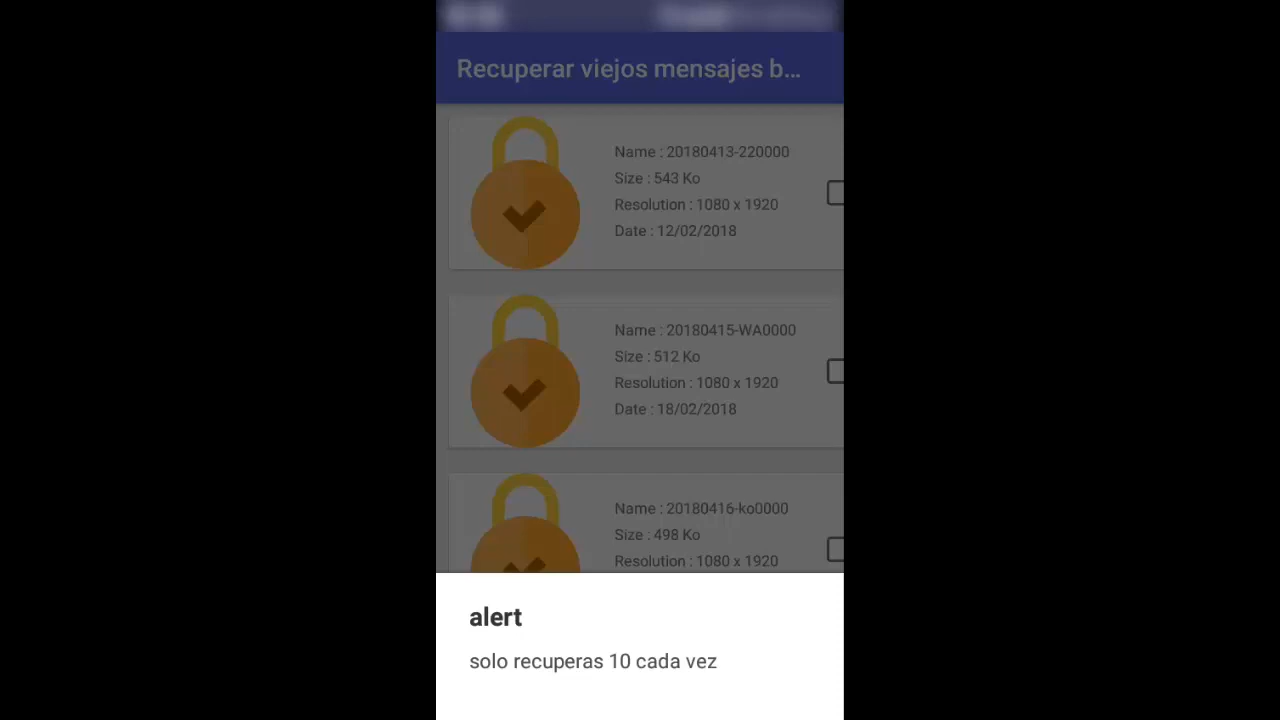 Recuperar viejos mensajes b...
Name : 20180413-220000
Size : 543 Ko
Resolution : 1080 x 1920
Date : 12/02/2018
Name : 20180415-WA0000
Size : 512 Ko
Resolution : 1080 x 1920
Date : 18/02/2018
Name : 20180416-ko0000
Size : 498 Ko
Resolution : 1080 x 1920
alert
solo recuperas 10 cada vez